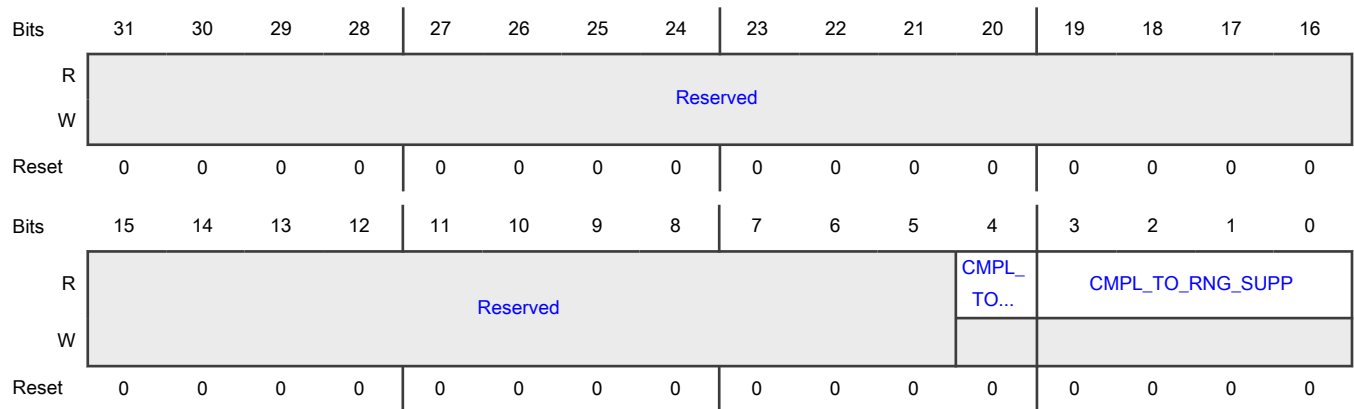 Bits 31 30 29 28 27 26 25 24 23 22 21 20 19 18 17 16
R
Reserved
W
Reset 0 0 0 0 0 0 0 0 0 0 0 0 0 0 0 0
Bits 15 14 13 12 11 10 9 8 7 6 5 4 3 2 1 0
R Reserved CMPL_ CMPL_TO_RNG_SUPP
TO...
W
Reset 0 0 0 0 0 0 0 0 0 0 0 0 0 0 0 0